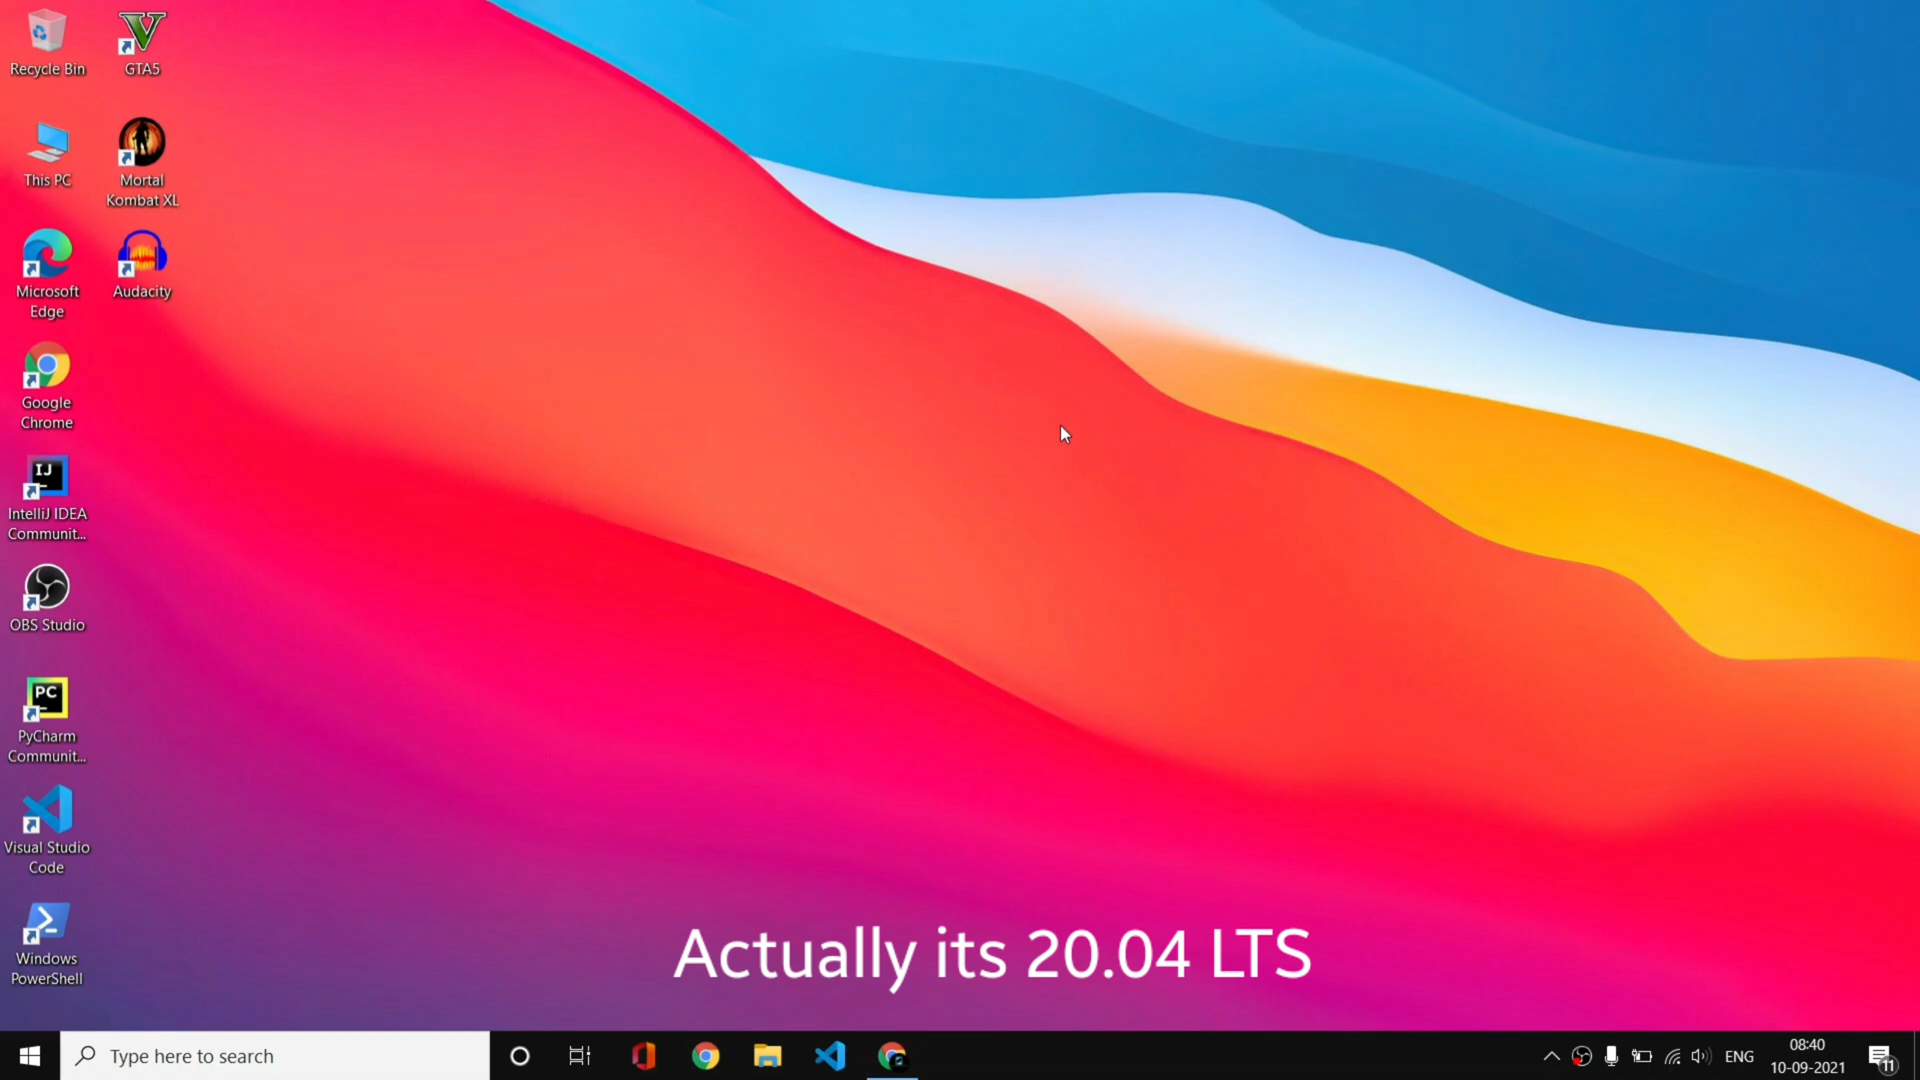 Recycle Bin
GTA5
This PC
Mortal
Kombat XL
Microsoft
Edge
Audacity
Google
Chrome
IJ
IntelliJ IDEA
Communit...
OBS Studio
PC
PyCharm
Communit...
Visual Studio
Code
Windows
PowerShell
Actually its 20.04 LTS
Type here to search
ENG
08:40
10-09-2021
11